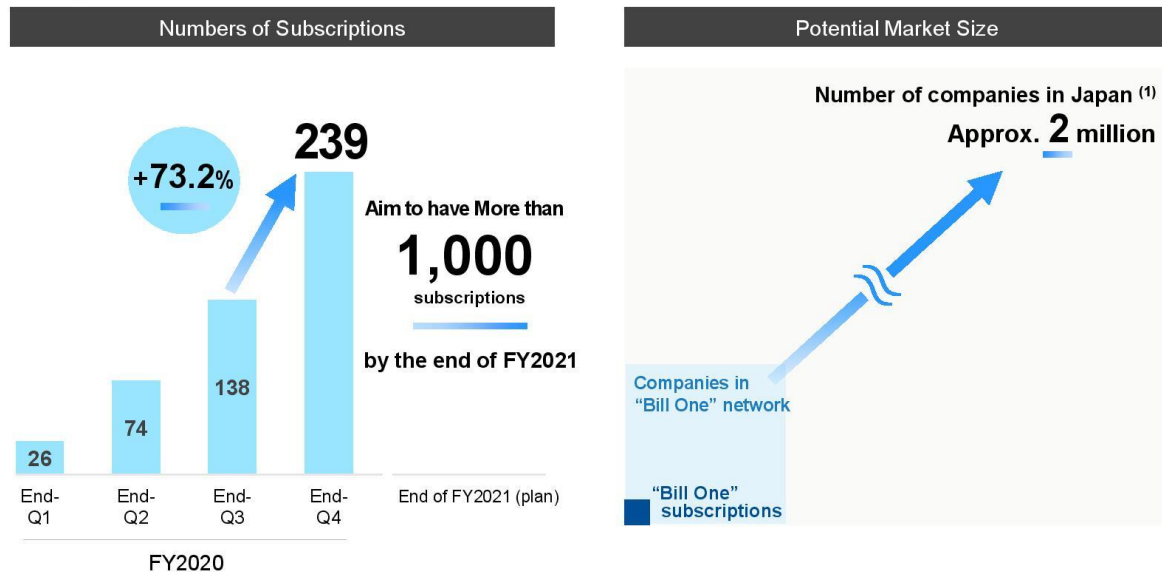 Numbers of Subscriptions
239
+73.2%
Aim to have More than
1,000
subscriptions
by the end of FY2021
138
74
26
End-
Q1
End-
Q2
End-
Q3
End-
Q4
End of FY2021 (plan)
FY2020
Potential Market Size
Number of companies in Japan (1)
Approx. 2 million
Companies in
“Bill One” network
“Bill One”
subscriptions